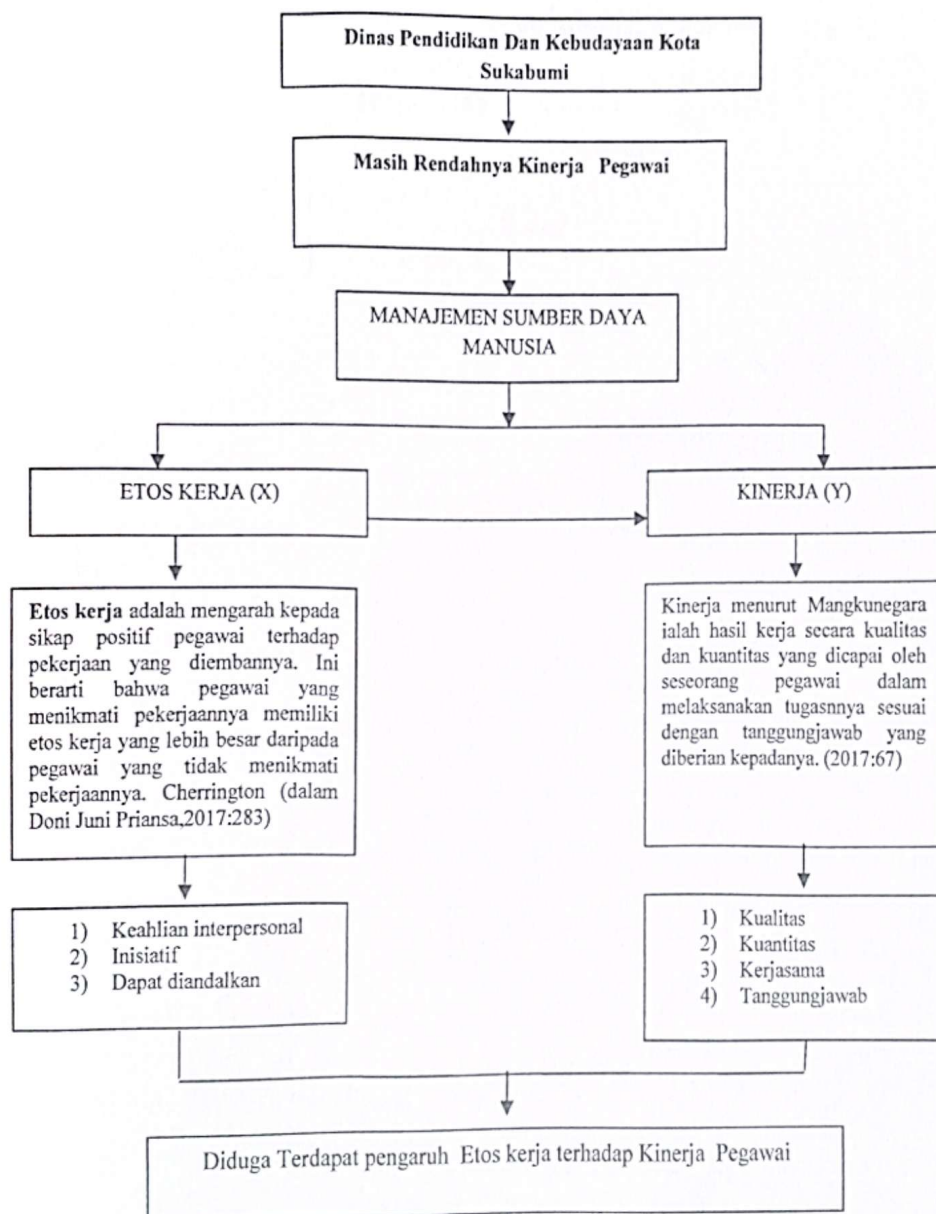 Dinas Pendidikan Dan Kebudayaan Kota
Sukabumi
Masih Rendahnya Kinerja Pegawai
MANAJEMEN SUMBER DAYA
MANUSIA
ETOS KERJA (X)
KINERJA (Y)
Etos kerja adalah mengarah kepada
sikap positif pegawai terhadap
pekerjaan yang diembannya. Ini
berarti bahwa pegawai yang
menikmati pekerjaannya memiliki
etos kerja yang lebih besar daripada
pegawai yang tidak menikmati
pekerjaannya. Cherrington (dalam
Doni Juni Priansa,2017:283)
Kinerja menurut Mangkunegara
ialah hasil kerja secara kualitas
dan kuantitas yang dicapai oleh
seseorang pegawai dalam
melaksanakan tugasnnya sesuai
dengan tanggungjawab yang
diberian kepadanya. (2017:67)
1) Keahlian interpersonal
2) Inisiatif
3) Dapat diandalkan
1) Kualitas
2) Kuantitas
3) Kerjasama
4) Tanggungjawab
Diduga Terdapat pengaruh Etos kerja terhadap Kinerja Pegawai